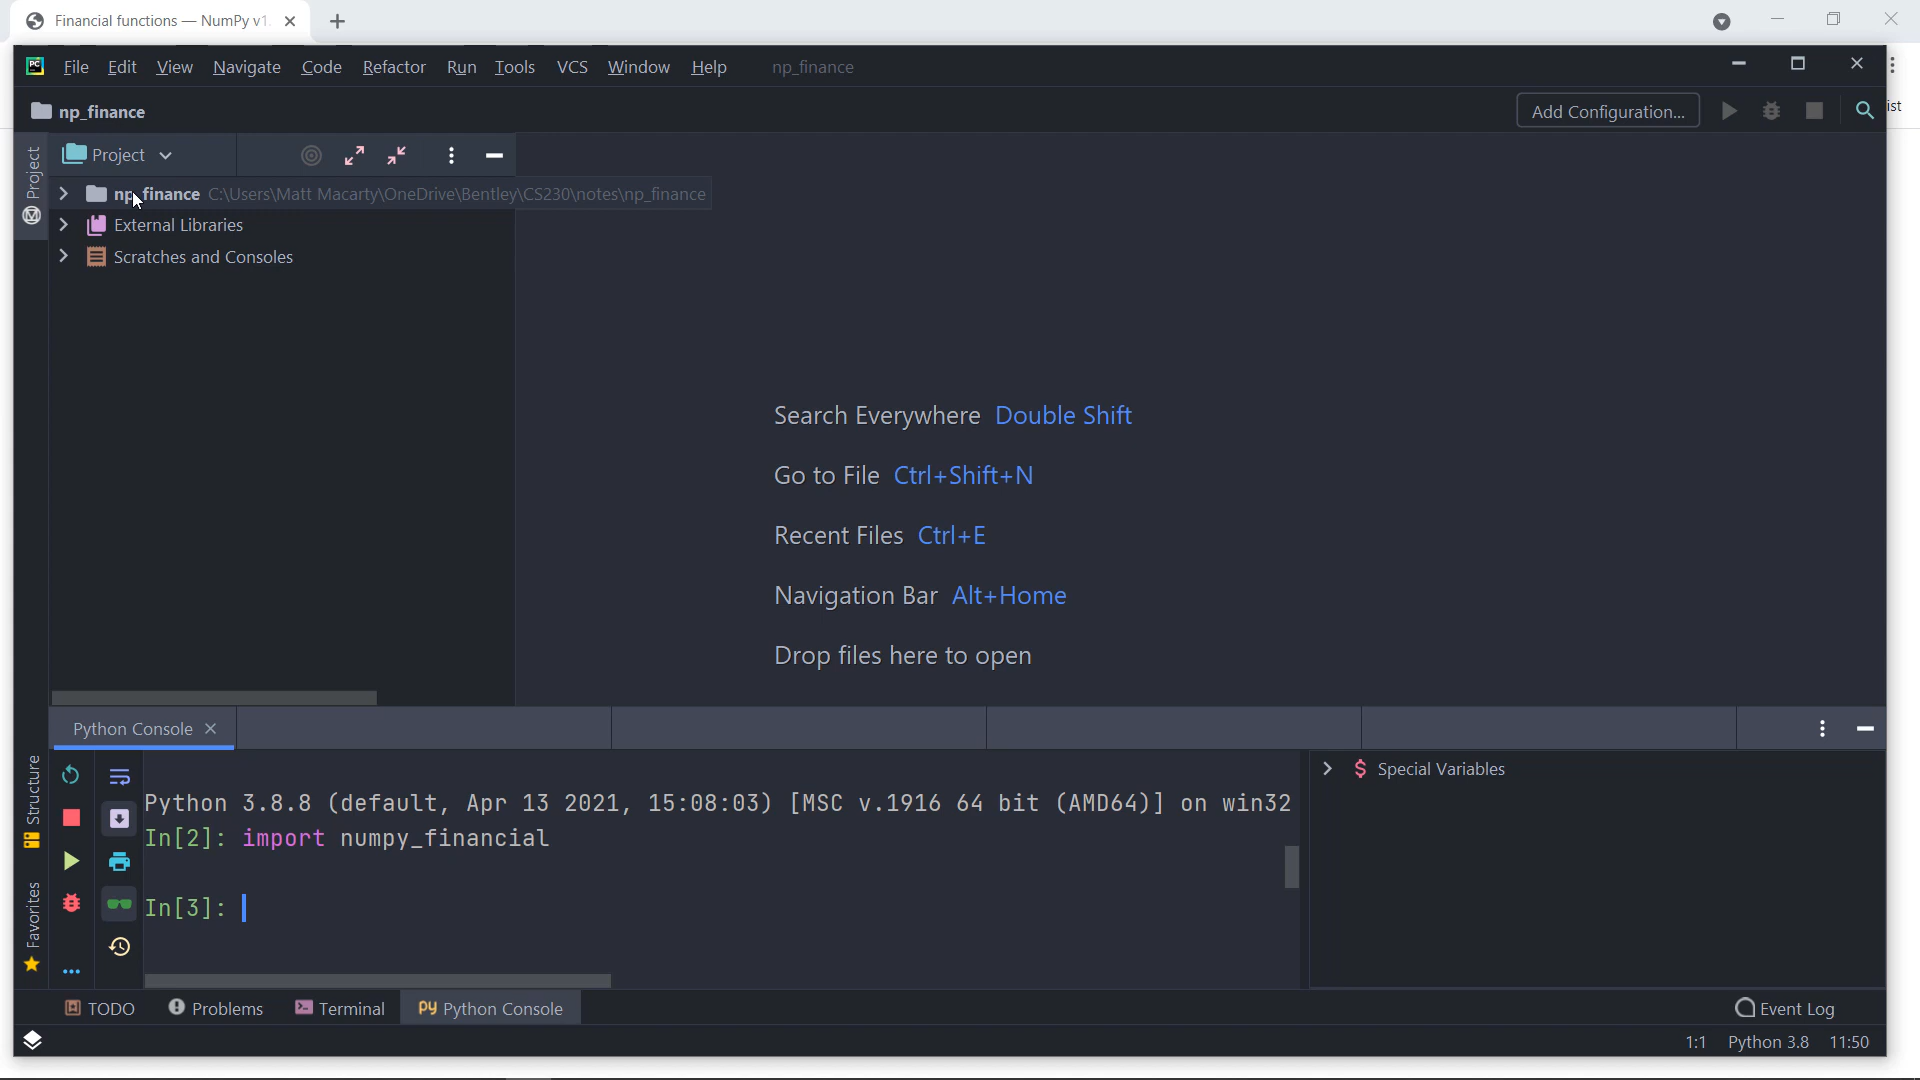 Financial functions — NumPy v1
PC File Edit View Navigate Code Refactor Run Tools VCS Window Help np_finance
np_finance Add Configuration... ist
Project
Project
np_finance C:\Users\Matt Macarty\OneDrive\Bentley\CS230\notes\np_finance
External Libraries
Scratches and Consoles
Search Everywhere Double Shift
Go to File Ctrl+Shift+N
Recent Files Ctrl+E
Navigation Bar Alt+Home
Drop files here to open
Python Console
Structure
Favorites
Special Variables
Python 3.8.8 (default, Apr 13 2021, 15:08:03) [MSC v.1916 64 bit (AMD64)] on win32
In[2]: import numpy_financial
In[3]:
TODO Problems Terminal Python Console Event Log
1:1 Python 3.8 11:50